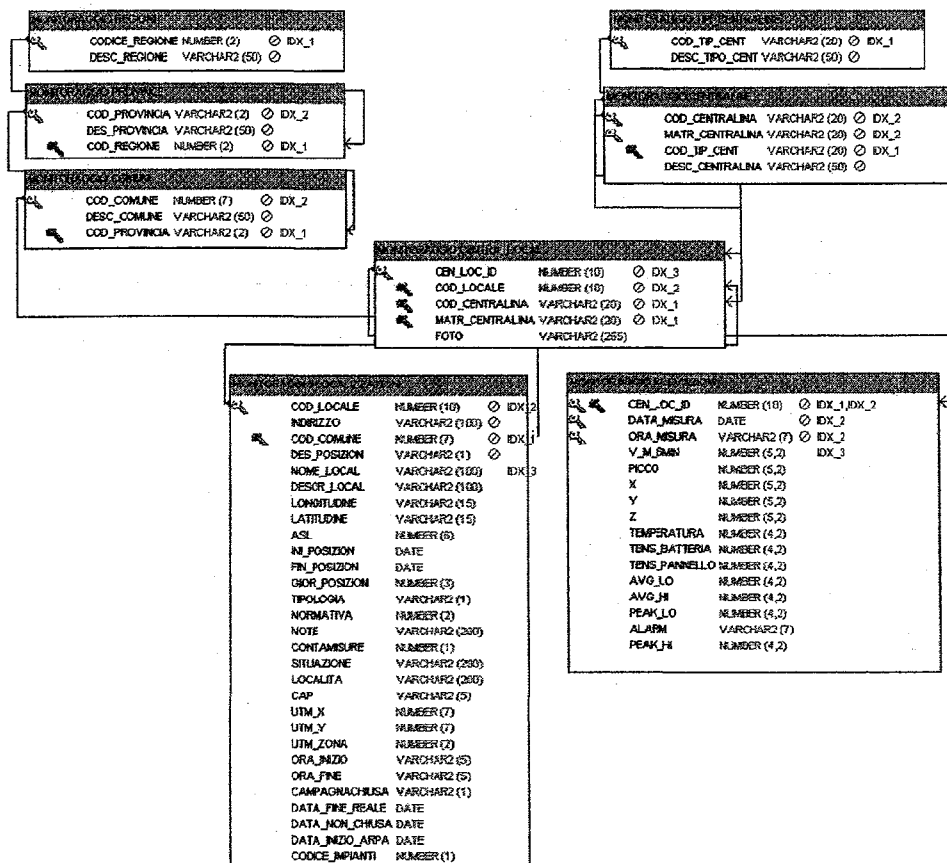 CODICE_REGIONE NUMBER (2) IDX_1
DESC_REGIONE VARCHAR2 (50)
COD_PROVINCIA VARCHAR2 (2) IDX_2
DES_PROVINCIA VARCHAR2 (50)
COD_REGIONE NUMBER (2) IDX_1
COD_COMUNE NUMBER (7) IDX_2
DESC_COMUNE VARCHAR2 (50)
COD_PROVINCIA VARCHAR2 (2) IDX_1
COD_TIP_CENT VARCHAR2 (20) IDX_1
DESC_TIPO_CENT VARCHAR2 (50)
COD_CENTRALINA VARCHAR2 (20) IDX_2
MATR_CENTRALINA VARCHAR2 (20) IDX_2
COD_TIP_CENT VARCHAR2 (20) IDX_1
DESC_CENTRALINA VARCHAR2 (50)
CEN_LOC_ID NUMBER (10) IDX_3
COD_LOCALE NUMBER (10) IDX_2
COD_CENTRALINA VARCHAR2 (20) IDX_1
MATR_CENTRALINA VARCHAR2 (20) IDX_1
FOTO VARCHAR2 (255)
COD_LOCALE NUMBER (10) IDX_2
INDIRIZZO VARCHAR2 (100)
COD_COMUNE NUMBER (7) IDX_1
DES_POSIZION VARCHAR2 (1)
NOME_LOCAL VARCHAR2 (100) IDX_3
DESCR_LOCAL VARCHAR2 (100)
LONGITUDINE VARCHAR2 (15)
LATITUDINE VARCHAR2 (15)
ASL NUMBER (6)
INI_POSIZION DATE
FIN_POSIZION DATE
GIOR_POSIZION NUMBER (3)
TIPOLOGIA VARCHAR2 (1)
NORMATIVA NUMBER (2)
NOTE VARCHAR2 (200)
CONTAMISURE NUMBER (1)
SITUAZIONE VARCHAR2 (200)
LOCALITA VARCHAR2 (200)
CAP VARCHAR2 (5)
UTM_X NUMBER (7)
UTM_Y NUMBER (7)
UTM_ZONA NUMBER (2)
ORA_INIZIO VARCHAR2 (5)
ORA_FINE VARCHAR2 (5)
CAMPAGNACHIUSA VARCHAR2 (1)
DATA_FINE_REALE DATE
DATA_NON_CHIUSA DATE
DATA_INIZIO_ARPA DATE
CODICE_IMPIANTI NUMBER (1)
CEN_LOC_ID NUMBER (10) IDX_1,IDX_2
DATA_MISURA DATE IDX_2
ORA_MISURA VARCHAR2 (7) IDX_2
V_M_6MIN NUMBER (5,2) IDX_3
PICCO NUMBER (5,2)
X NUMBER (5,2)
Y NUMBER (5,2)
Z NUMBER (5,2)
TEMPERATURA NUMBER (4,2)
TENS_BATTERIA NUMBER (4,2)
TENS_PANNELLO NUMBER (4,2)
AVG_LO NUMBER (4,2)
AVG_HI NUMBER (4,2)
PEAK_LO NUMBER (4,2)
ALARM VARCHAR2 (7)
PEAK_HI NUMBER (4,2)